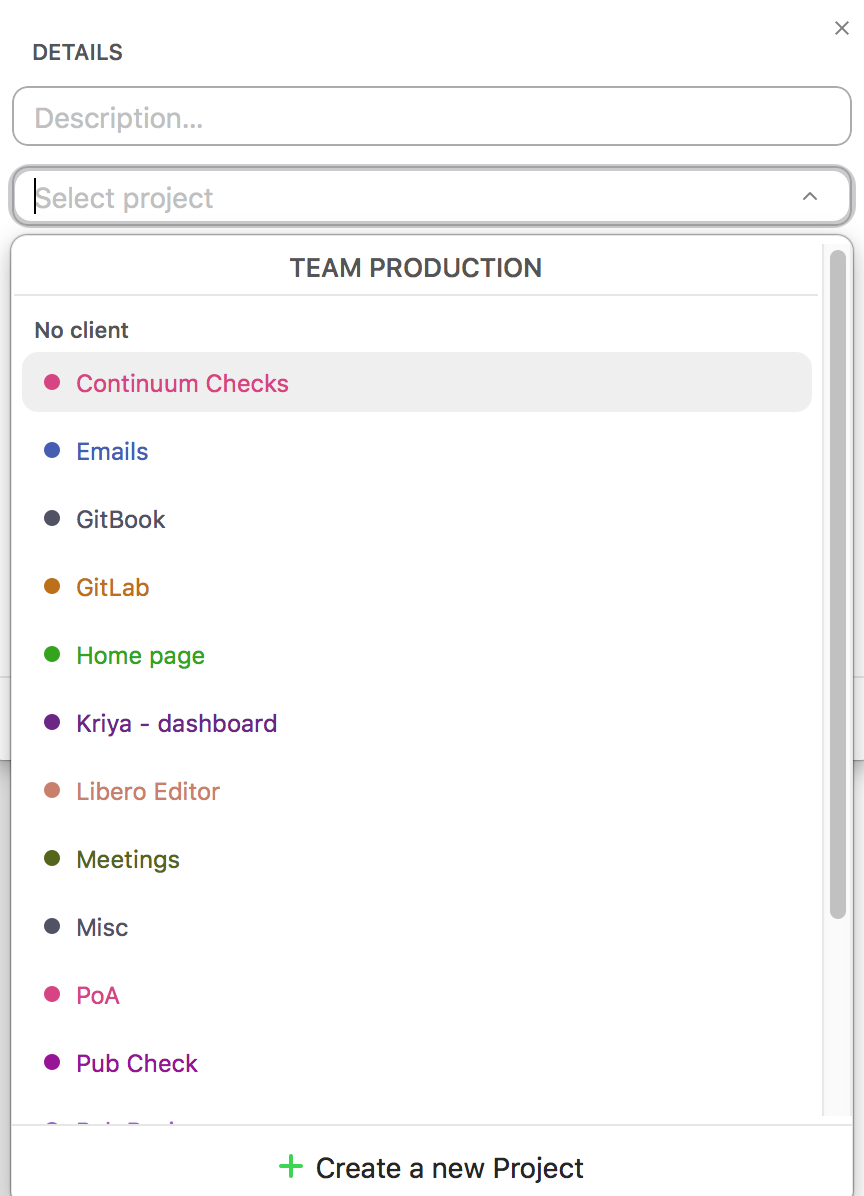 DETAILS
Description...
Select project
TEAM PRODUCTION
No client
Continuum Checks
Emails
GitBook
GitLab
Home page
Kriya - dashboard
Libero Editor
Meetings
Misc
PoA
Pub Check
Create a new Project